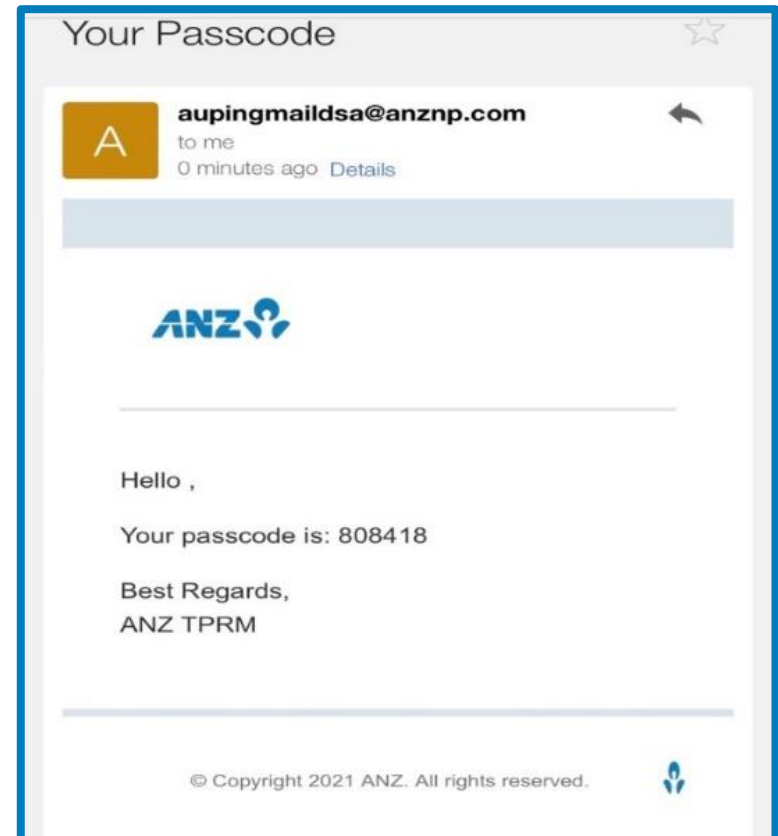 Your Passcode
A
aupingmaildsa@anznp.com
to me
0 minutes ago Details
ANZ
Hello ,
Your passcode is: 808418
Best Regards,
ANZ TPRM
© Copyright 2021 ANZ. All rights reserved.